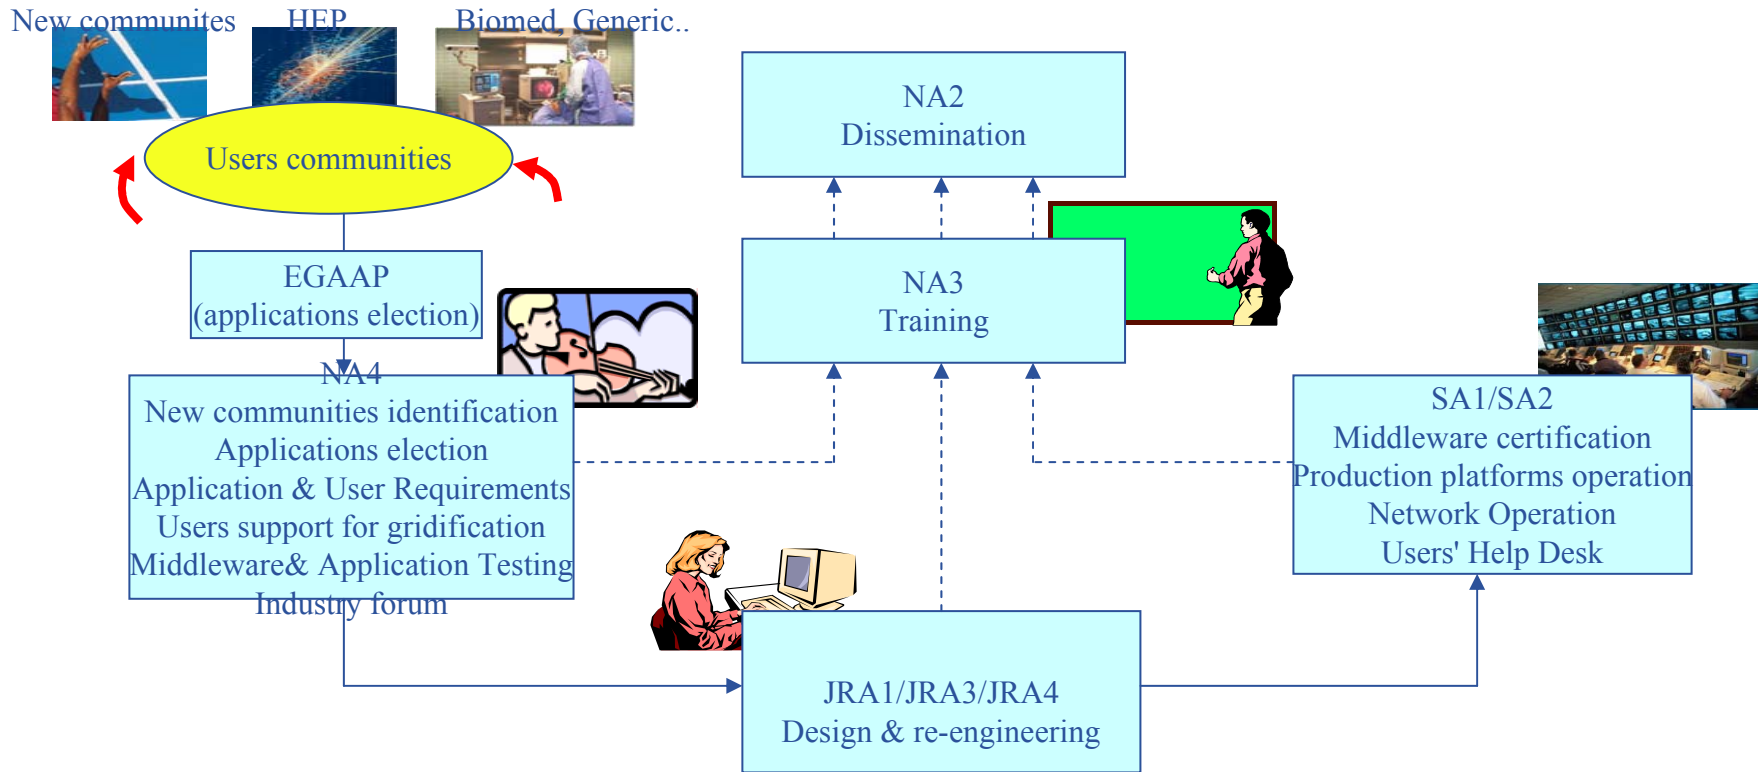 New communites
HEP
Biomed, Generic..
Users communities
EGAAP
(applications election)
NA4
New communities identification
Applications election
Application & User Requirements
Users support for gridification
Middleware& Application Testing
Industry forum
NA2
Dissemination
NA3
Training
JRA1/JRA3/JRA4
Design & re-engineering
SA1/SA2
Middleware certification
Production platforms operation
Network Operation
Users' Help Desk